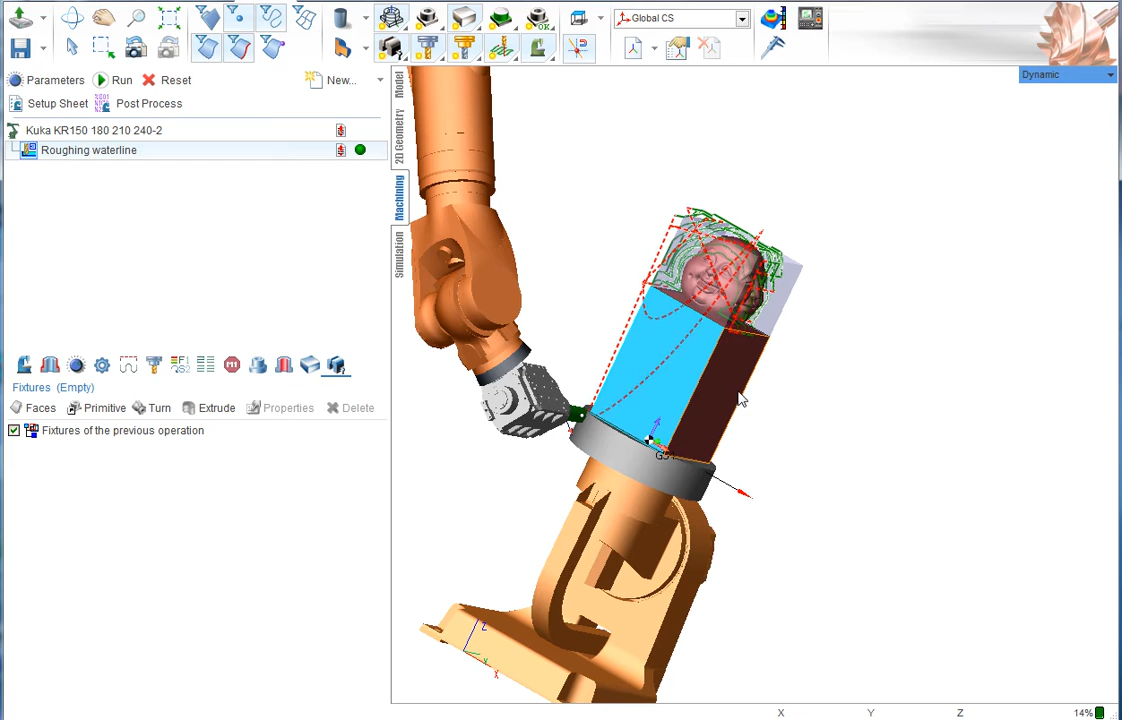 Global CS
Parameters Run Reset New...
Setup Sheet Post Process
Kuka KR150 180 210 240-2
Roughing waterline
Fixtures (Empty)
Faces Primitive Turn Extrude Properties Delete
Fixtures of the previous operation
Model
2D Geometry
Machining
Simulation
Dynamic
OK
Z
Y
X
X Y Z 14%